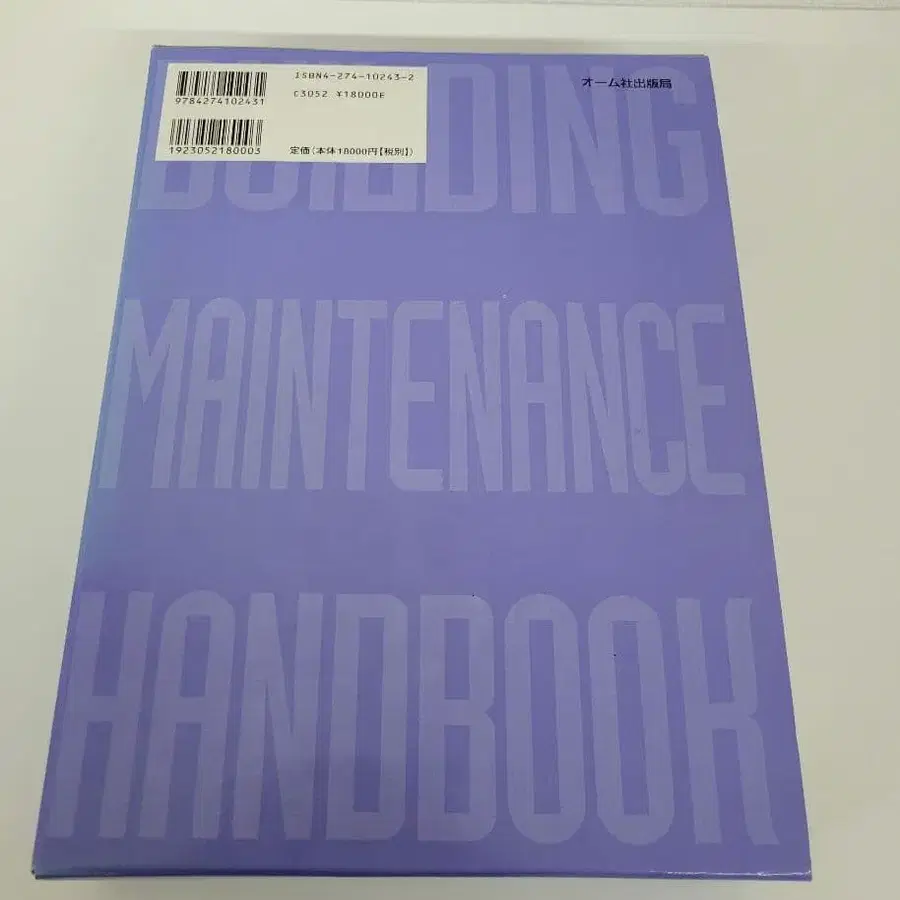 ISBN4-274-10243-2
オーム社出版局
9784274102431
C3052 ¥18000E
1923052180003
定価(本体18000円【税別】)
BUILDING
MAINTENANCE
HANDBOOK